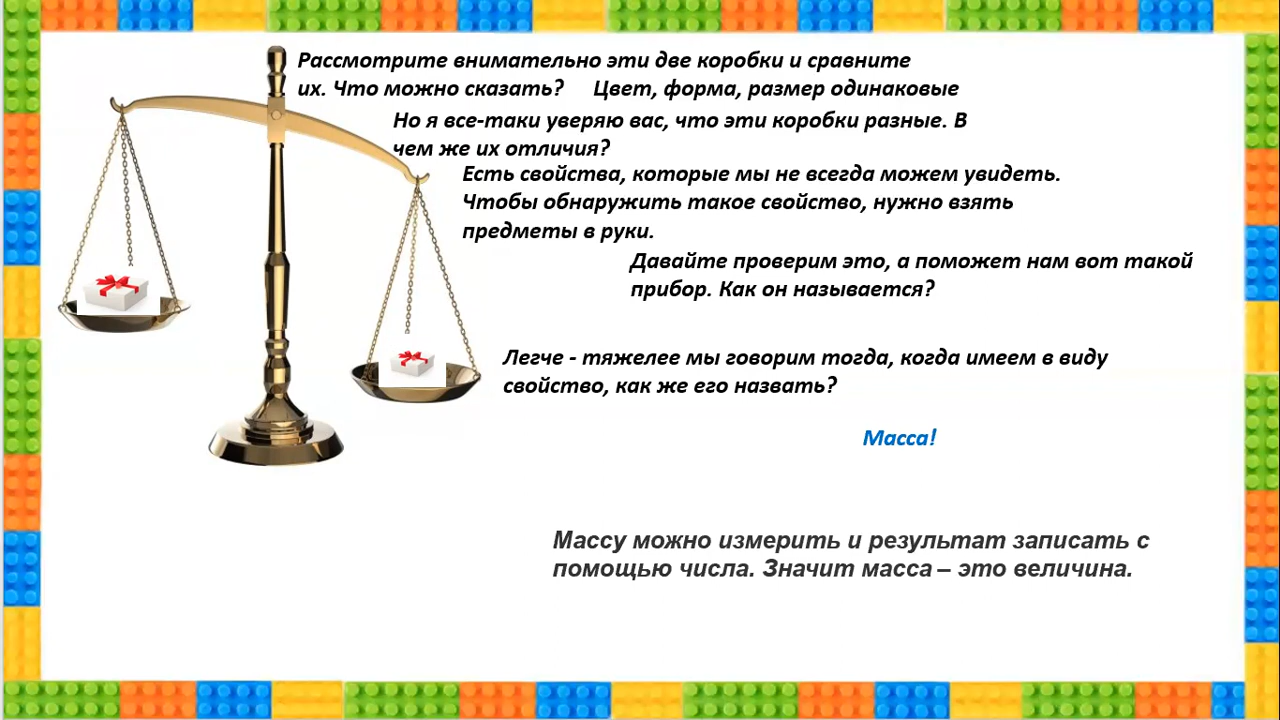 Рассмотрите внимательно эти две коробки и сравните
их. Что можно сказать? Цвет, форма, размер одинаковые
Но я все-таки уверяю вас, что эти коробки разные. В
чем же их отличия?
Есть свойства, которые мы не всегда можем увидеть.
Чтобы обнаружить такое свойство, нужно взять
предметы в руки.
Давайте проверим это, а поможет нам вот такой
прибор. Как он называется?
Легче - тяжелее мы говорим тогда, когда имеем в виду
свойство, как же его назвать?
Масса!
Массу можно измерить и результат записать с
помощью числа. Значит масса – это величина.